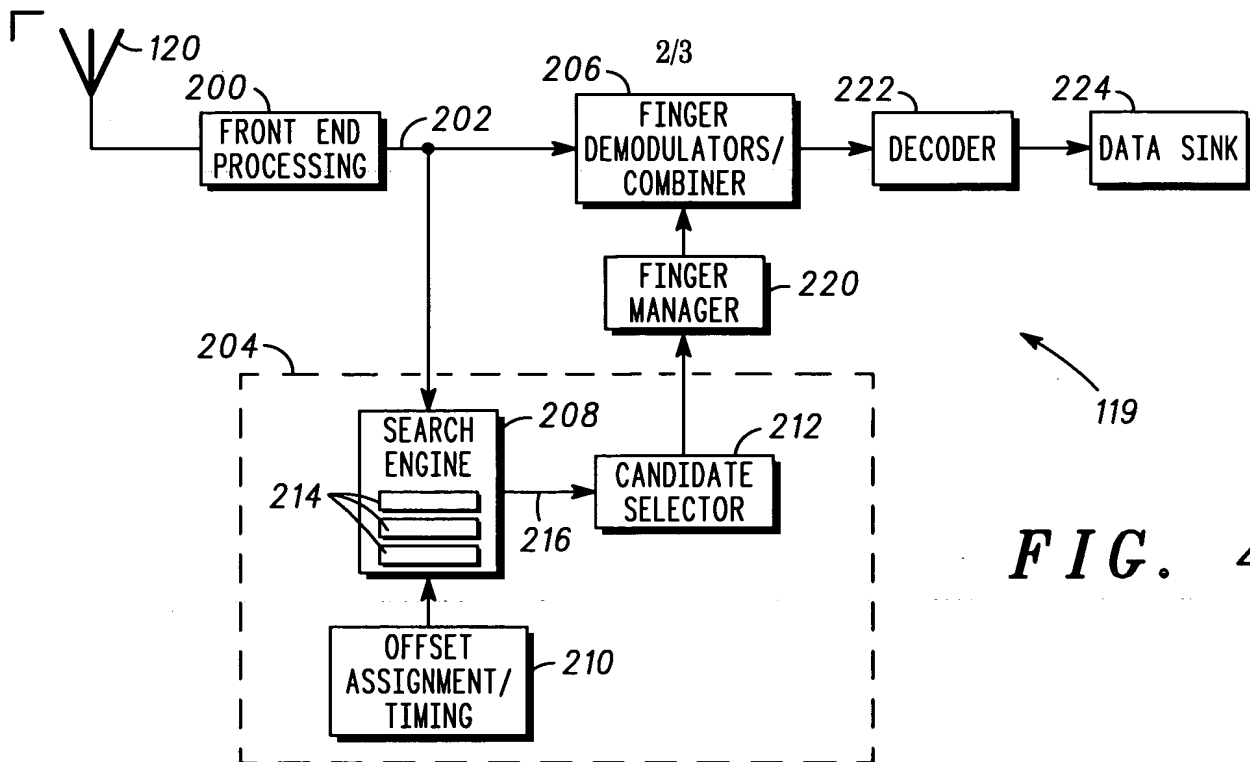 120
2/3
200
FRONT END
PROCESSING
202
206
FINGER
DEMODULATORS/
COMBINER
222
DECODER
224
DATA SINK
FINGER
MANAGER
220
204
119
SEARCH
ENGINE
208
214
216
212
CANDIDATE
SELECTOR
FIG. 4
OFFSET
ASSIGNMENT/
TIMING
210